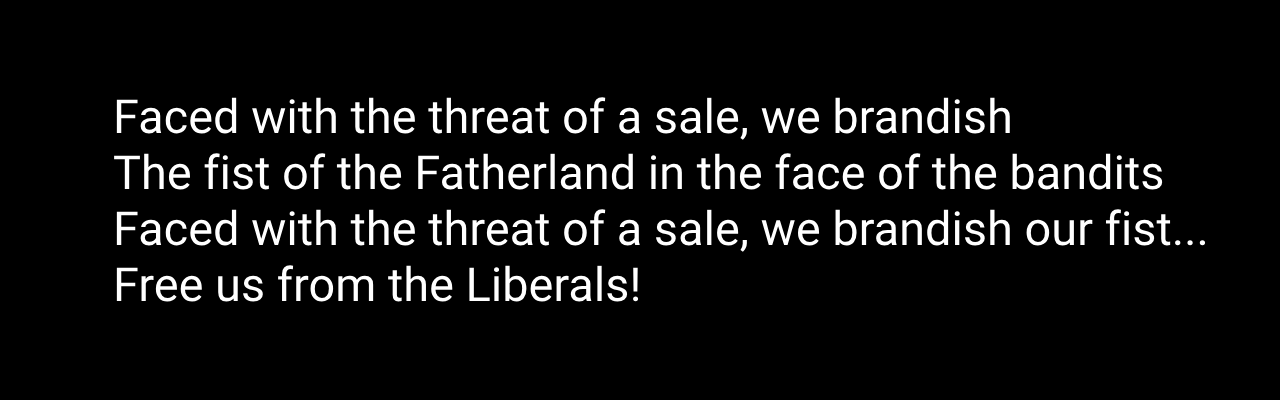 Faced with the threat of a sale, we brandish
The fist of the Fatherland in the face of the bandits
Faced with the threat of a sale, we brandish our fist...
Free us from the Liberals!